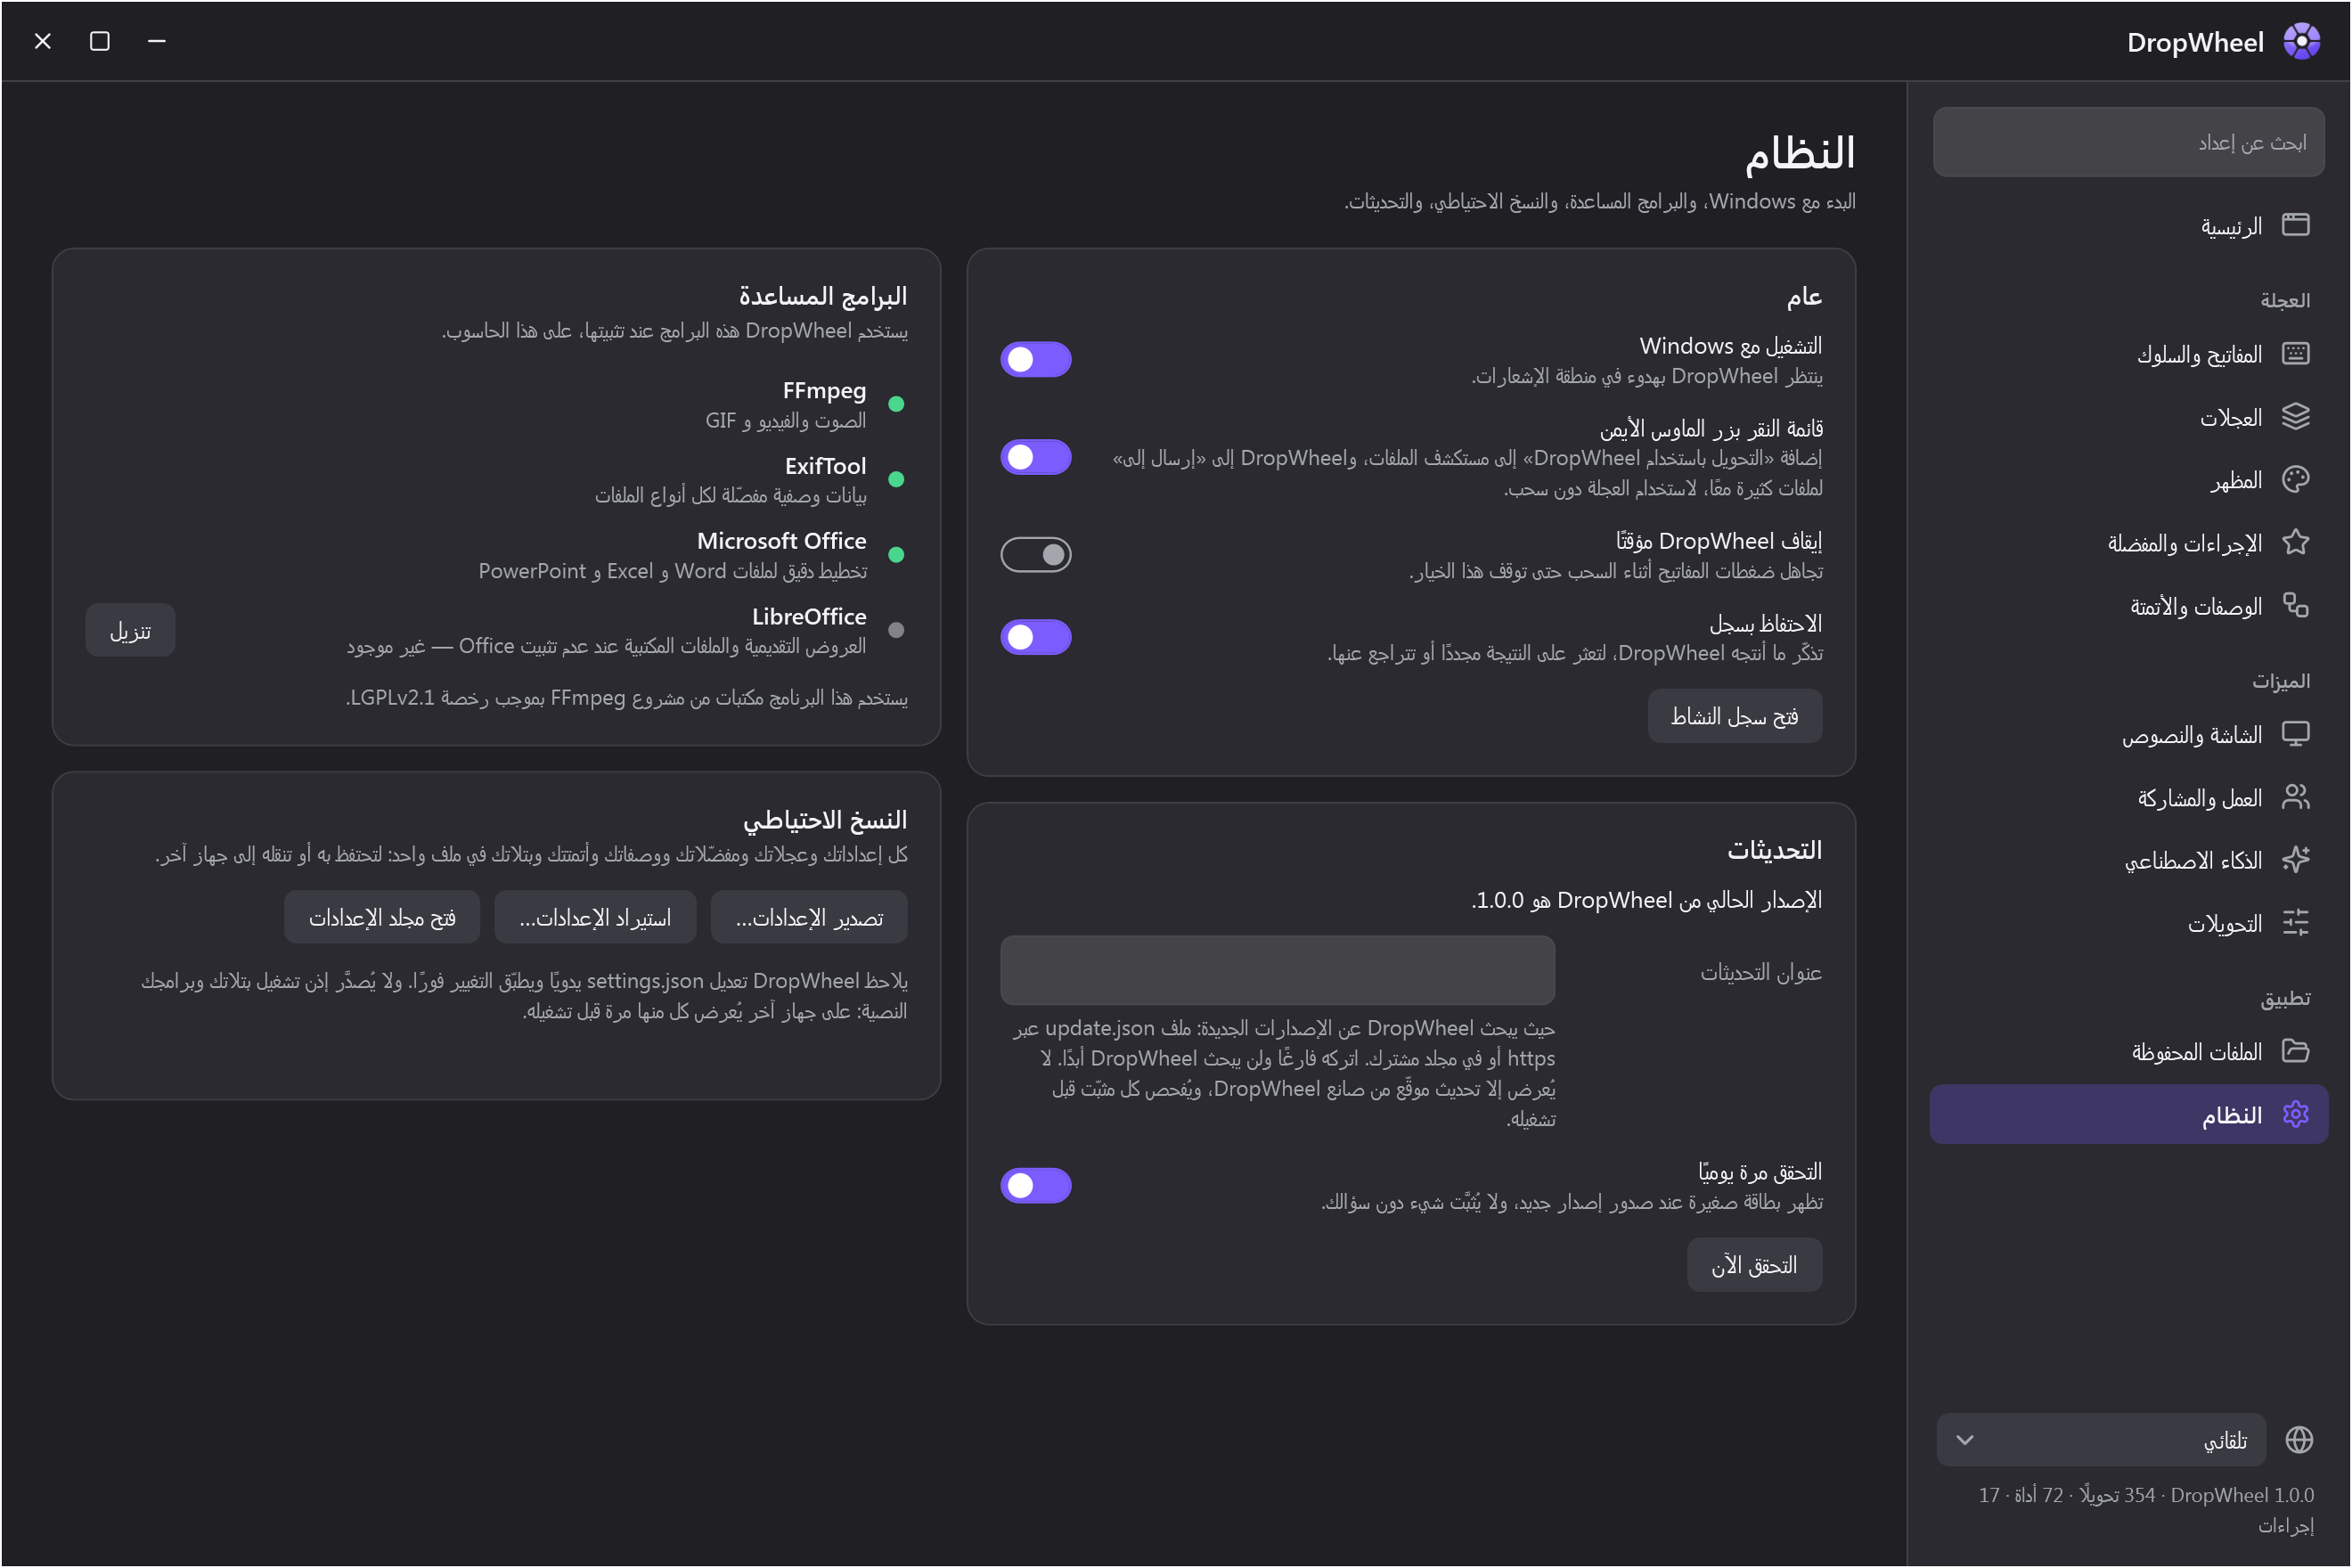 DropWheel
ابحث عن إعداد
الرئيسية
العجلة
المفاتيح والسلوك
العجلات
المظهر
الإجراءات والمفضلة
الوصفات والأتمتة
الميزات
الشاشة والنصوص
العمل والمشاركة
الذكاء الاصطناعي
التحويلات
تطبيق
الملفات المحفوظة
النظام
تلقائي
DropWheel 1.0.0 · 354 تحويلًا · 72 أداة · 17
إجراءات
النظام
البدء مع Windows، والبرامج المساعدة، والنسخ الاحتياطي، والتحديثات.
عام
التشغيل مع Windows
ينتظر DropWheel بهدوء في منطقة الإشعارات.
قائمة النقر بزر الماوس الأيمن
إضافة «التحويل باستخدام DropWheel» إلى مستكشف الملفات، وDropWheel إلى «إرسال إلى»
لملفات كثيرة معًا، لاستخدام العجلة دون سحب.
إيقاف DropWheel مؤقتًا
تجاهل ضغطات المفاتيح أثناء السحب حتى توقف هذا الخيار.
الاحتفاظ بسجل
تذكّر ما أنتجه DropWheel، لتعثر على النتيجة مجددًا أو تتراجع عنها.
فتح سجل النشاط
التحديثات
الإصدار الحالي من DropWheel هو 1.0.0.
عنوان التحديثات
حيث يبحث DropWheel عن الإصدارات الجديدة: ملف update.json عبر
https أو في مجلد مشترك. اتركه فارغًا ولن يبحث DropWheel أبدًا. لا
يُعرض إلا تحديث موقّع من صانع DropWheel، ويُفحص كل مثبّت قبل
تشغيله.
التحقق مرة يوميًا
تظهر بطاقة صغيرة عند صدور إصدار جديد، ولا يُثبَّت شيء دون سؤالك.
التحقق الآن
البرامج المساعدة
يستخدم DropWheel هذه البرامج عند تثبيتها، على هذا الحاسوب.
FFmpeg
الصوت والفيديو و GIF
ExifTool
بيانات وصفية مفصّلة لكل أنواع الملفات
Microsoft Office
تخطيط دقيق لملفات Word و Excel و PowerPoint
LibreOffice
العروض التقديمية والملفات المكتبية عند عدم تثبيت Office — غير موجود
تنزيل
يستخدم هذا البرنامج مكتبات من مشروع FFmpeg بموجب رخصة LGPLv2.1.
النسخ الاحتياطي
كل إعداداتك وعجلاتك ومفضّلاتك ووصفاتك وأتمتتك وبتلاتك في ملف واحد: لتحتفظ به أو تنقله إلى جهاز آخر.
تصدير الإعدادات...
استيراد الإعدادات...
فتح مجلد الإعدادات
يلاحظ DropWheel تعديل settings.json يدويًا ويطبّق التغيير فورًا. ولا يُصدَّر إذن تشغيل بتلاتك وبرامجك
النصية: على جهاز آخر يُعرض كل منها مرة قبل تشغيله.